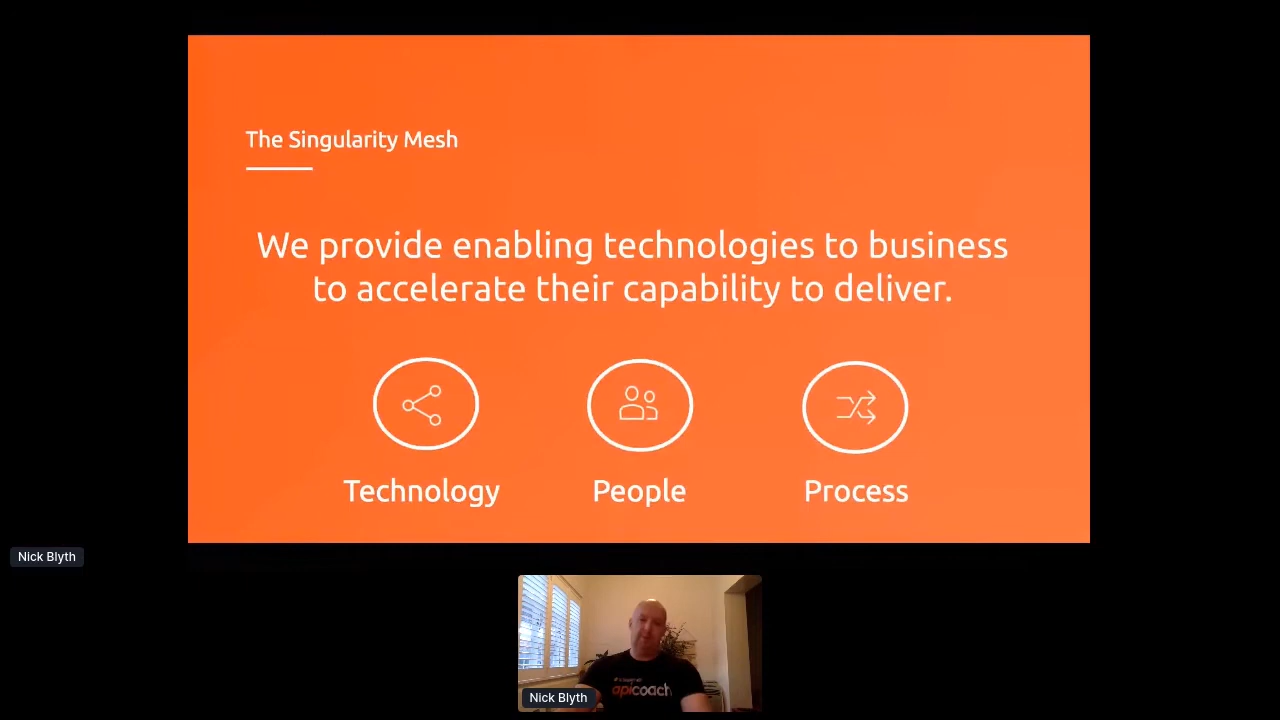 The Singularity Mesh
We provide enabling technologies to business
to accelerate their capability to deliver.
Technology
People
Process
Nick Blyth
apicoach
Nick Blyth